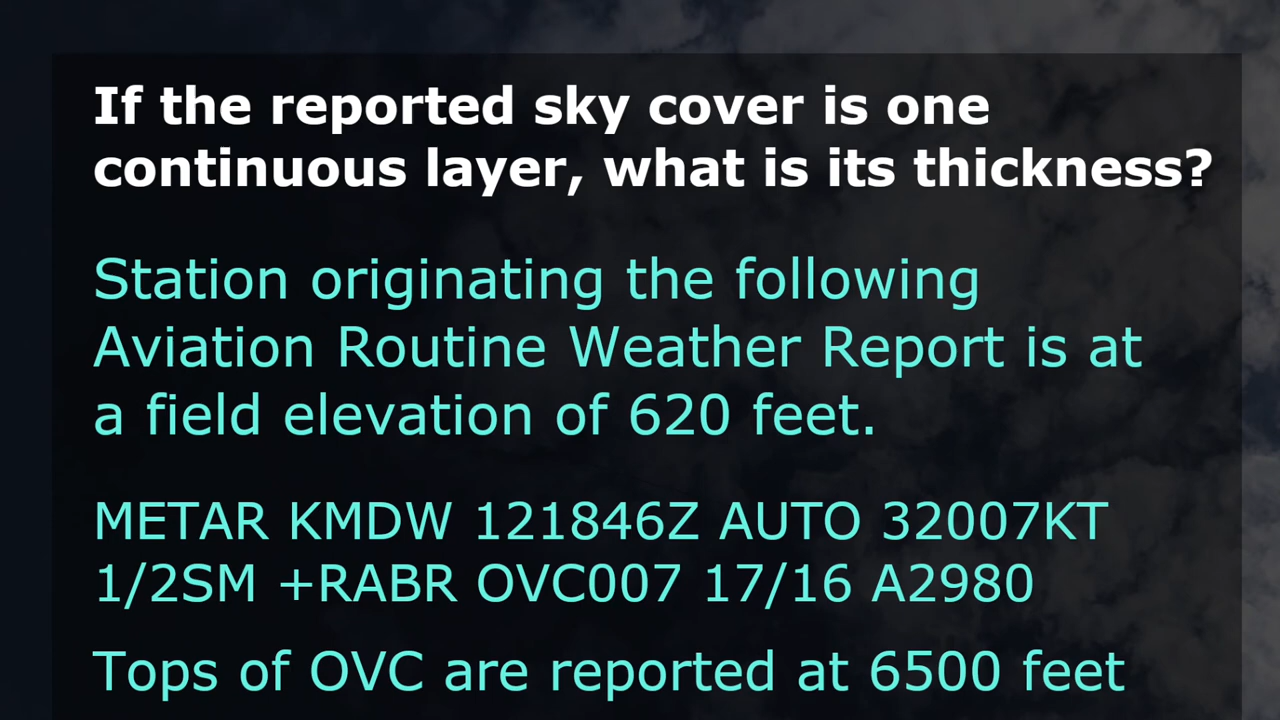 If the reported sky cover is one
continuous layer, what is its thickness?
Station originating the following
Aviation Routine Weather Report is at
a field elevation of 620 feet.
METAR KMDW 121846Z AUTO 32007KT
1/2SM +RABR OVC007 17/16 A2980
Tops of OVC are reported at 6500 feet